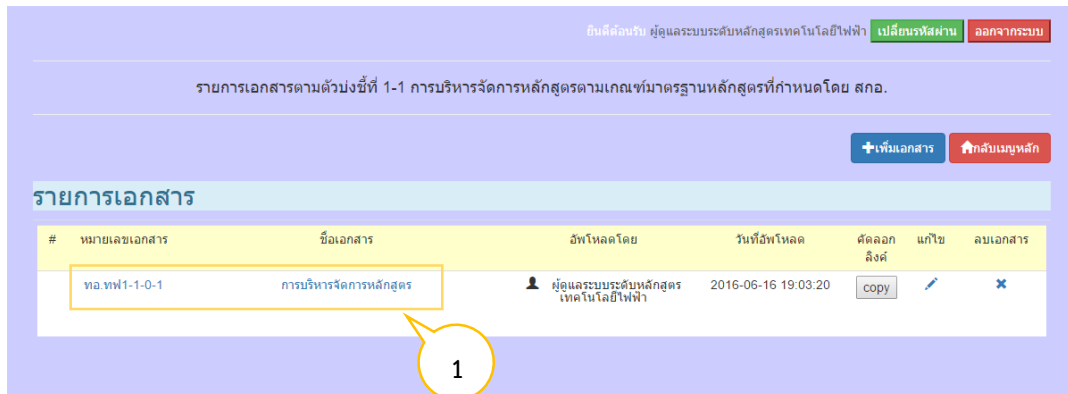 ยินดีต้อนรับ ผู้ดูแลระบบระดับหลักสูตรเทคโนโลยีไฟฟ้า เปลี่ยนรหัสผ่าน ออกจากระบบ
รายการเอกสารตามตัวบ่งชี้ที่ 1-1 การบริหารจัดการหลักสูตรตามเกณฑ์มาตรฐานหลักสูตรที่กำหนดโดย สกอ.
เพิ่มเอกสาร กลับเมนูหลัก
รายการเอกสาร
# หมายเลขเอกสาร ชื่อเอกสาร อัพโหลดโดย วันที่อัพโหลด คัดลอก แก้ไข ลบเอกสาร
ลิงค์
ทอ.ทฟ1-1-0-1 การบริหารจัดการหลักสูตร ผู้ดูแลระบบระดับหลักสูตร 2016-06-16 19:03:20 copy
เทคโนโลยีไฟฟ้า
1